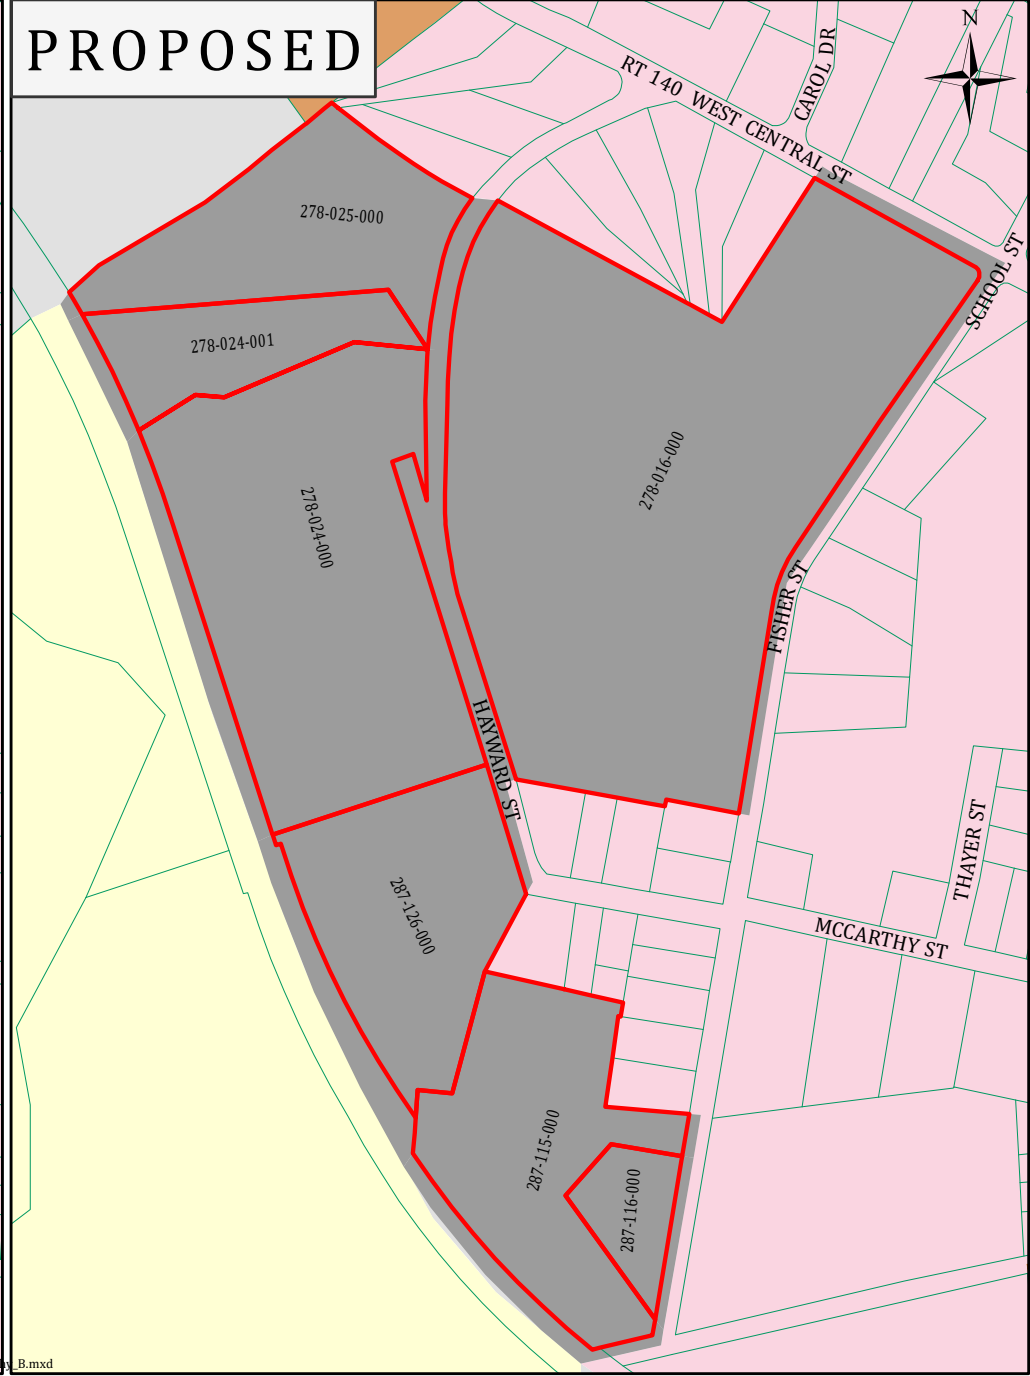 PROPOSED
N
CAROL DR
RT 140 WEST CENTRAL ST
278-025-000
SCHOOL ST
278-024-001
278-016-000
278-024-000
FISHER ST
HAYWARD ST
THAYER ST
287-126-000
MCCARTHY ST
287-115-000
287-116-000
hy_B.mxd